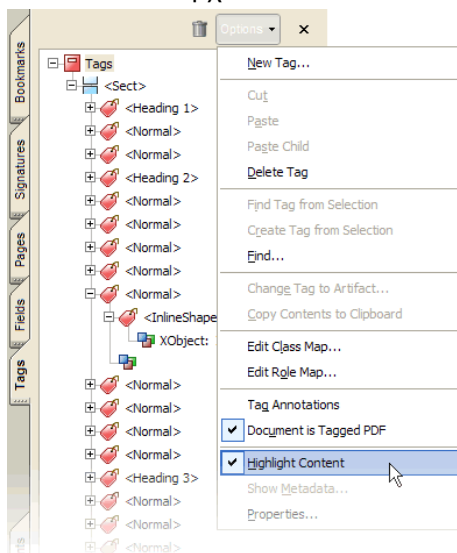 Options
Bookmarks
Signatures
Pages
Fields
Tags
Tags
<Sect>
<Heading 1>
<Normal>
<Normal>
<Heading 2>
<Normal>
<Normal>
<Normal>
<Normal>
<Normal>
<InlineShape
XObject:
<Normal>
<Normal>
<Normal>
<Normal>
<Heading 3>
<Normal>
<Normal>
<Normal>
New Tag...
Cut
Paste
Paste Child
Delete Tag
Find Tag from Selection
Create Tag from Selection
Find...
Change Tag to Artifact...
Copy Contents to Clipboard
Edit Class Map...
Edit Role Map...
Tag Annotations
Document is Tagged PDF
Highlight Content
Show Metadata...
Properties...